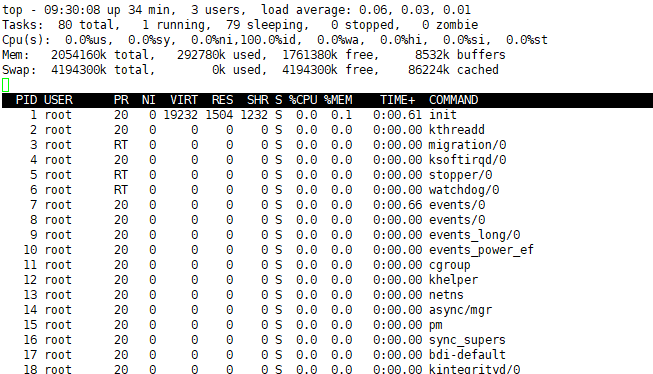 top - 09:30:08 up 34 min,  3 users,  load average: 0.06, 0.03, 0.01
Tasks:  80 total,   1 running,  79 sleeping,   0 stopped,   0 zombie
Cpu(s):  0.0%us,  0.0%sy,  0.0%ni,100.0%id,  0.0%wa,  0.0%hi,  0.0%si,  0.0%st
Mem:   2054160k total,   292780k used,  1761380k free,     8532k buffers
Swap:  4194300k total,        0k used,  4194300k free,    86224k cached
  PID USER      PR  NI  VIRT  RES  SHR S %CPU %MEM    TIME+  COMMAND
    1 root      20   0 19232 1504 1232 S  0.0  0.1   0:00.61 init
    2 root      20   0     0    0    0 S  0.0  0.0   0:00.00 kthreadd
    3 root      RT   0     0    0    0 S  0.0  0.0   0:00.00 migration/0
    4 root      20   0     0    0    0 S  0.0  0.0   0:00.00 ksoftirqd/0
    5 root      RT   0     0    0    0 S  0.0  0.0   0:00.00 stopper/0
    6 root      RT   0     0    0    0 S  0.0  0.0   0:00.00 watchdog/0
    7 root      20   0     0    0    0 S  0.0  0.0   0:00.66 events/0
    8 root      20   0     0    0    0 S  0.0  0.0   0:00.00 events/0
    9 root      20   0     0    0    0 S  0.0  0.0   0:00.00 events_long/0
   10 root      20   0     0    0    0 S  0.0  0.0   0:00.00 events_power_ef
   11 root      20   0     0    0    0 S  0.0  0.0   0:00.00 cgroup
   12 root      20   0     0    0    0 S  0.0  0.0   0:00.00 khelper
   13 root      20   0     0    0    0 S  0.0  0.0   0:00.00 netns
   14 root      20   0     0    0    0 S  0.0  0.0   0:00.00 async/mgr
   15 root      20   0     0    0    0 S  0.0  0.0   0:00.00 pm
   16 root      20   0     0    0    0 S  0.0  0.0   0:00.00 sync_supers
   17 root      20   0     0    0    0 S  0.0  0.0   0:00.00 bdi-default
   18 root      20   0     0    0    0 S  0.0  0.0   0:00.00 kintegrityd/0